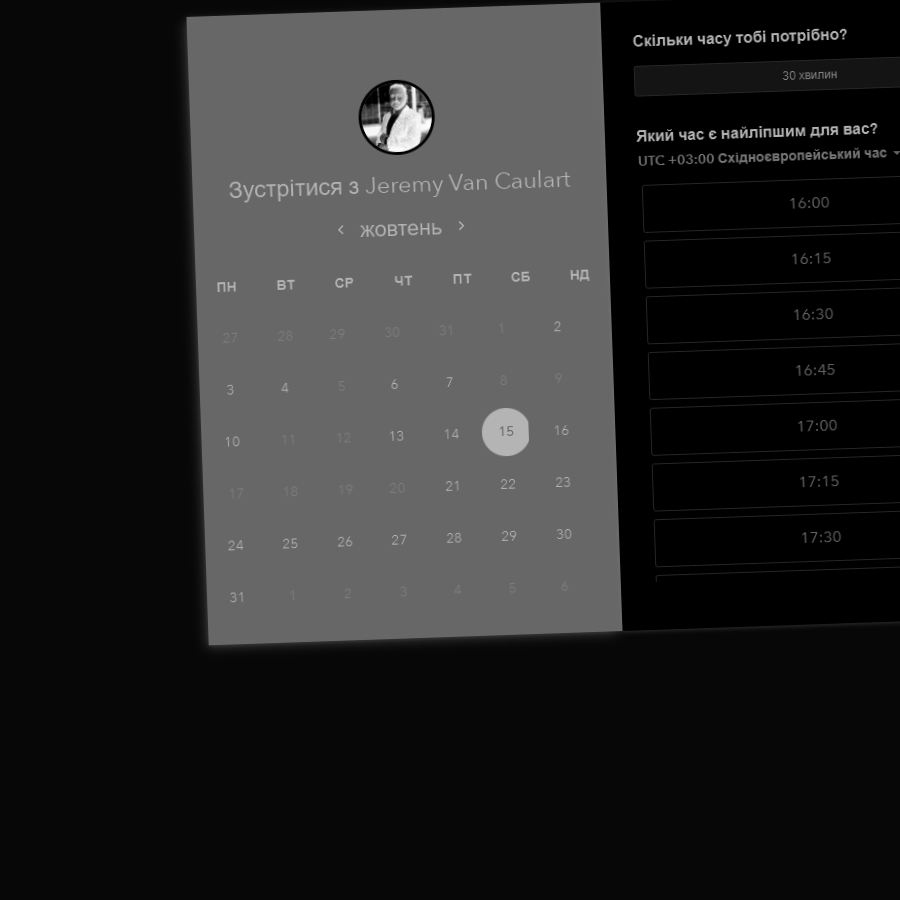 Зустрітися з Jeremy Van Caulart
жовтень
ПН ВТ СР ЧТ ПТ СБ НД
27 28 29 30 31 1 2
3 4 5 6 7 8 9
10 11 12 13 14 15 16
17 18 19 20 21 22 23
24 25 26 27 28 29 30
31 1 2 3 4 5 6
Скільки часу тобі потрібно?
30 хвилин
Який час є найліпшим для вас?
UTC +03:00 Східноєвропейський час
16:00
16:15
16:30
16:45
17:00
17:15
17:30